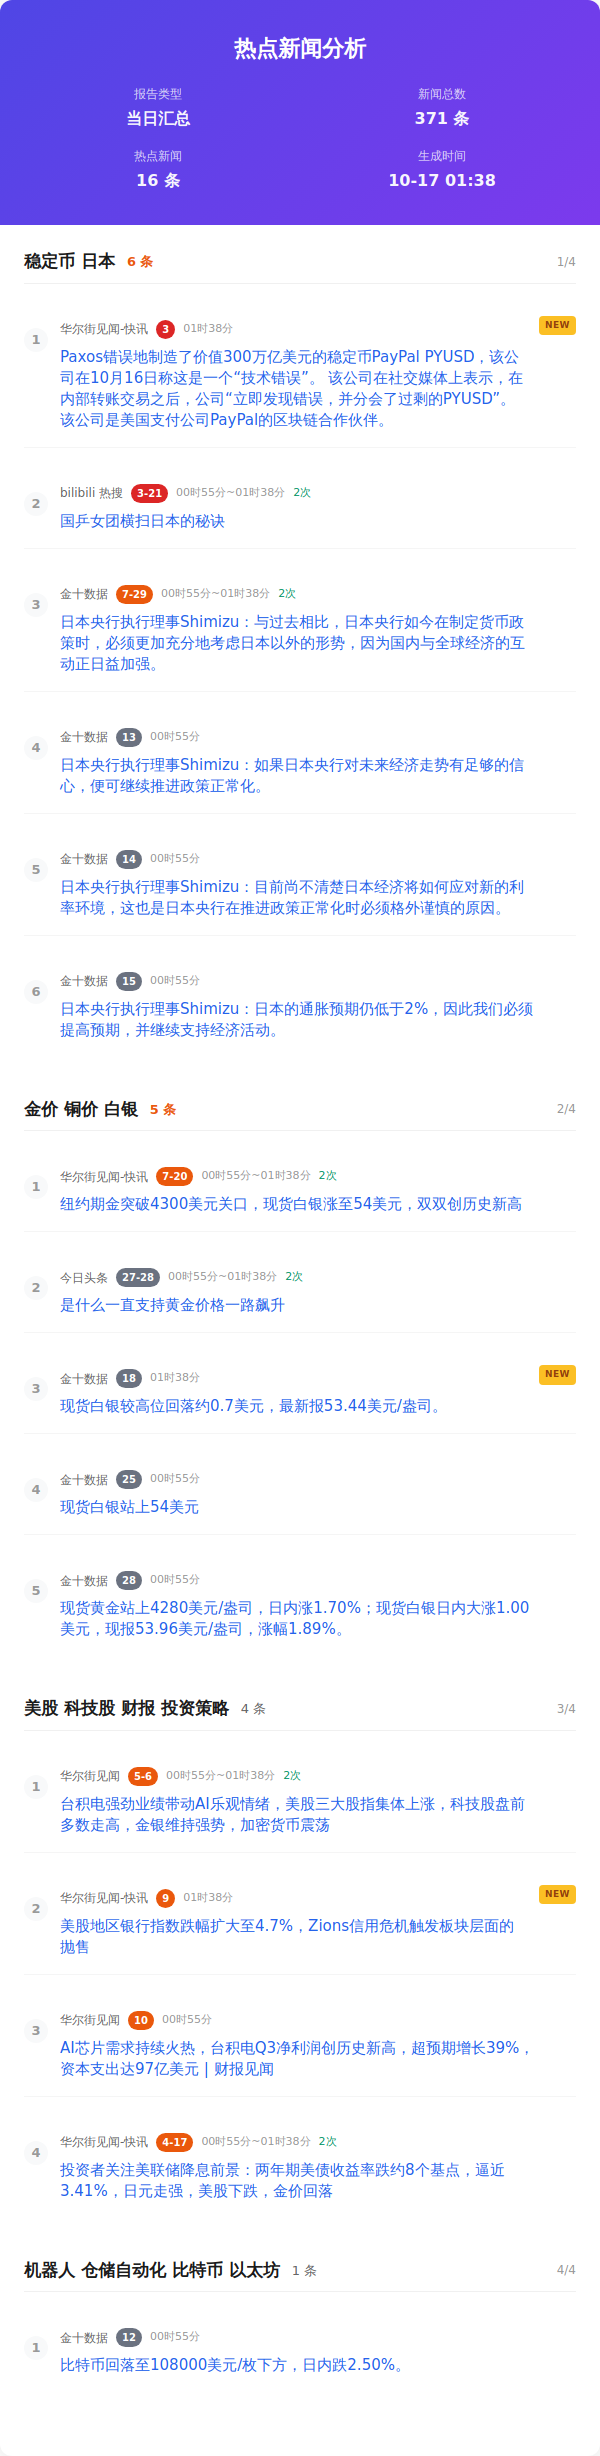 热点新闻分析
报告类型
新闻总数
当日汇总
371 条
热点新闻
生成时间
16 条
10-17 01:38
稳定币 日本 6 条 1/4
1 华尔街见闻-快讯 3 01时38分 NEW
Paxos错误地制造了价值300万亿美元的稳定币PayPal PYUSD，该公
司在10月16日称这是一个“技术错误”。 该公司在社交媒体上表示，在
内部转账交易之后，公司“立即发现错误，并分会了过剩的PYUSD”。
该公司是美国支付公司PayPal的区块链合作伙伴。
2 bilibili 热搜 3-21 00时55分~01时38分 2次
国乒女团横扫日本的秘诀
3 金十数据 7-29 00时55分~01时38分 2次
日本央行执行理事Shimizu：与过去相比，日本央行如今在制定货币政
策时，必须更加充分地考虑日本以外的形势，因为国内与全球经济的互
动正日益加强。
4 金十数据 13 00时55分
日本央行执行理事Shimizu：如果日本央行对未来经济走势有足够的信
心，便可继续推进政策正常化。
5 金十数据 14 00时55分
日本央行执行理事Shimizu：目前尚不清楚日本经济将如何应对新的利
率环境，这也是日本央行在推进政策正常化时必须格外谨慎的原因。
6 金十数据 15 00时55分
日本央行执行理事Shimizu：日本的通胀预期仍低于2%，因此我们必须
提高预期，并继续支持经济活动。
金价 铜价 白银 5 条 2/4
1 华尔街见闻-快讯 7-20 00时55分~01时38分 2次
纽约期金突破4300美元关口，现货白银涨至54美元，双双创历史新高
2 今日头条 27-28 00时55分~01时38分 2次
是什么一直支持黄金价格一路飙升
3 金十数据 18 01时38分 NEW
现货白银较高位回落约0.7美元，最新报53.44美元/盎司。
4 金十数据 25 00时55分
现货白银站上54美元
5 金十数据 28 00时55分
现货黄金站上4280美元/盎司，日内涨1.70%；现货白银日内大涨1.00
美元，现报53.96美元/盎司，涨幅1.89%。
美股 科技股 财报 投资策略 4 条 3/4
1 华尔街见闻 5-6 00时55分~01时38分 2次
台积电强劲业绩带动AI乐观情绪，美股三大股指集体上涨，科技股盘前
多数走高，金银维持强势，加密货币震荡
2 华尔街见闻-快讯 9 01时38分 NEW
美股地区银行指数跌幅扩大至4.7%，Zions信用危机触发板块层面的
抛售
3 华尔街见闻 10 00时55分
AI芯片需求持续火热，台积电Q3净利润创历史新高，超预期增长39%，
资本支出达97亿美元 | 财报见闻
4 华尔街见闻-快讯 4-17 00时55分~01时38分 2次
投资者关注美联储降息前景：两年期美债收益率跌约8个基点，逼近
3.41%，日元走强，美股下跌，金价回落
机器人 仓储自动化 比特币 以太坊 1 条 4/4
1 金十数据 12 00时55分
比特币回落至108000美元/枚下方，日内跌2.50%。